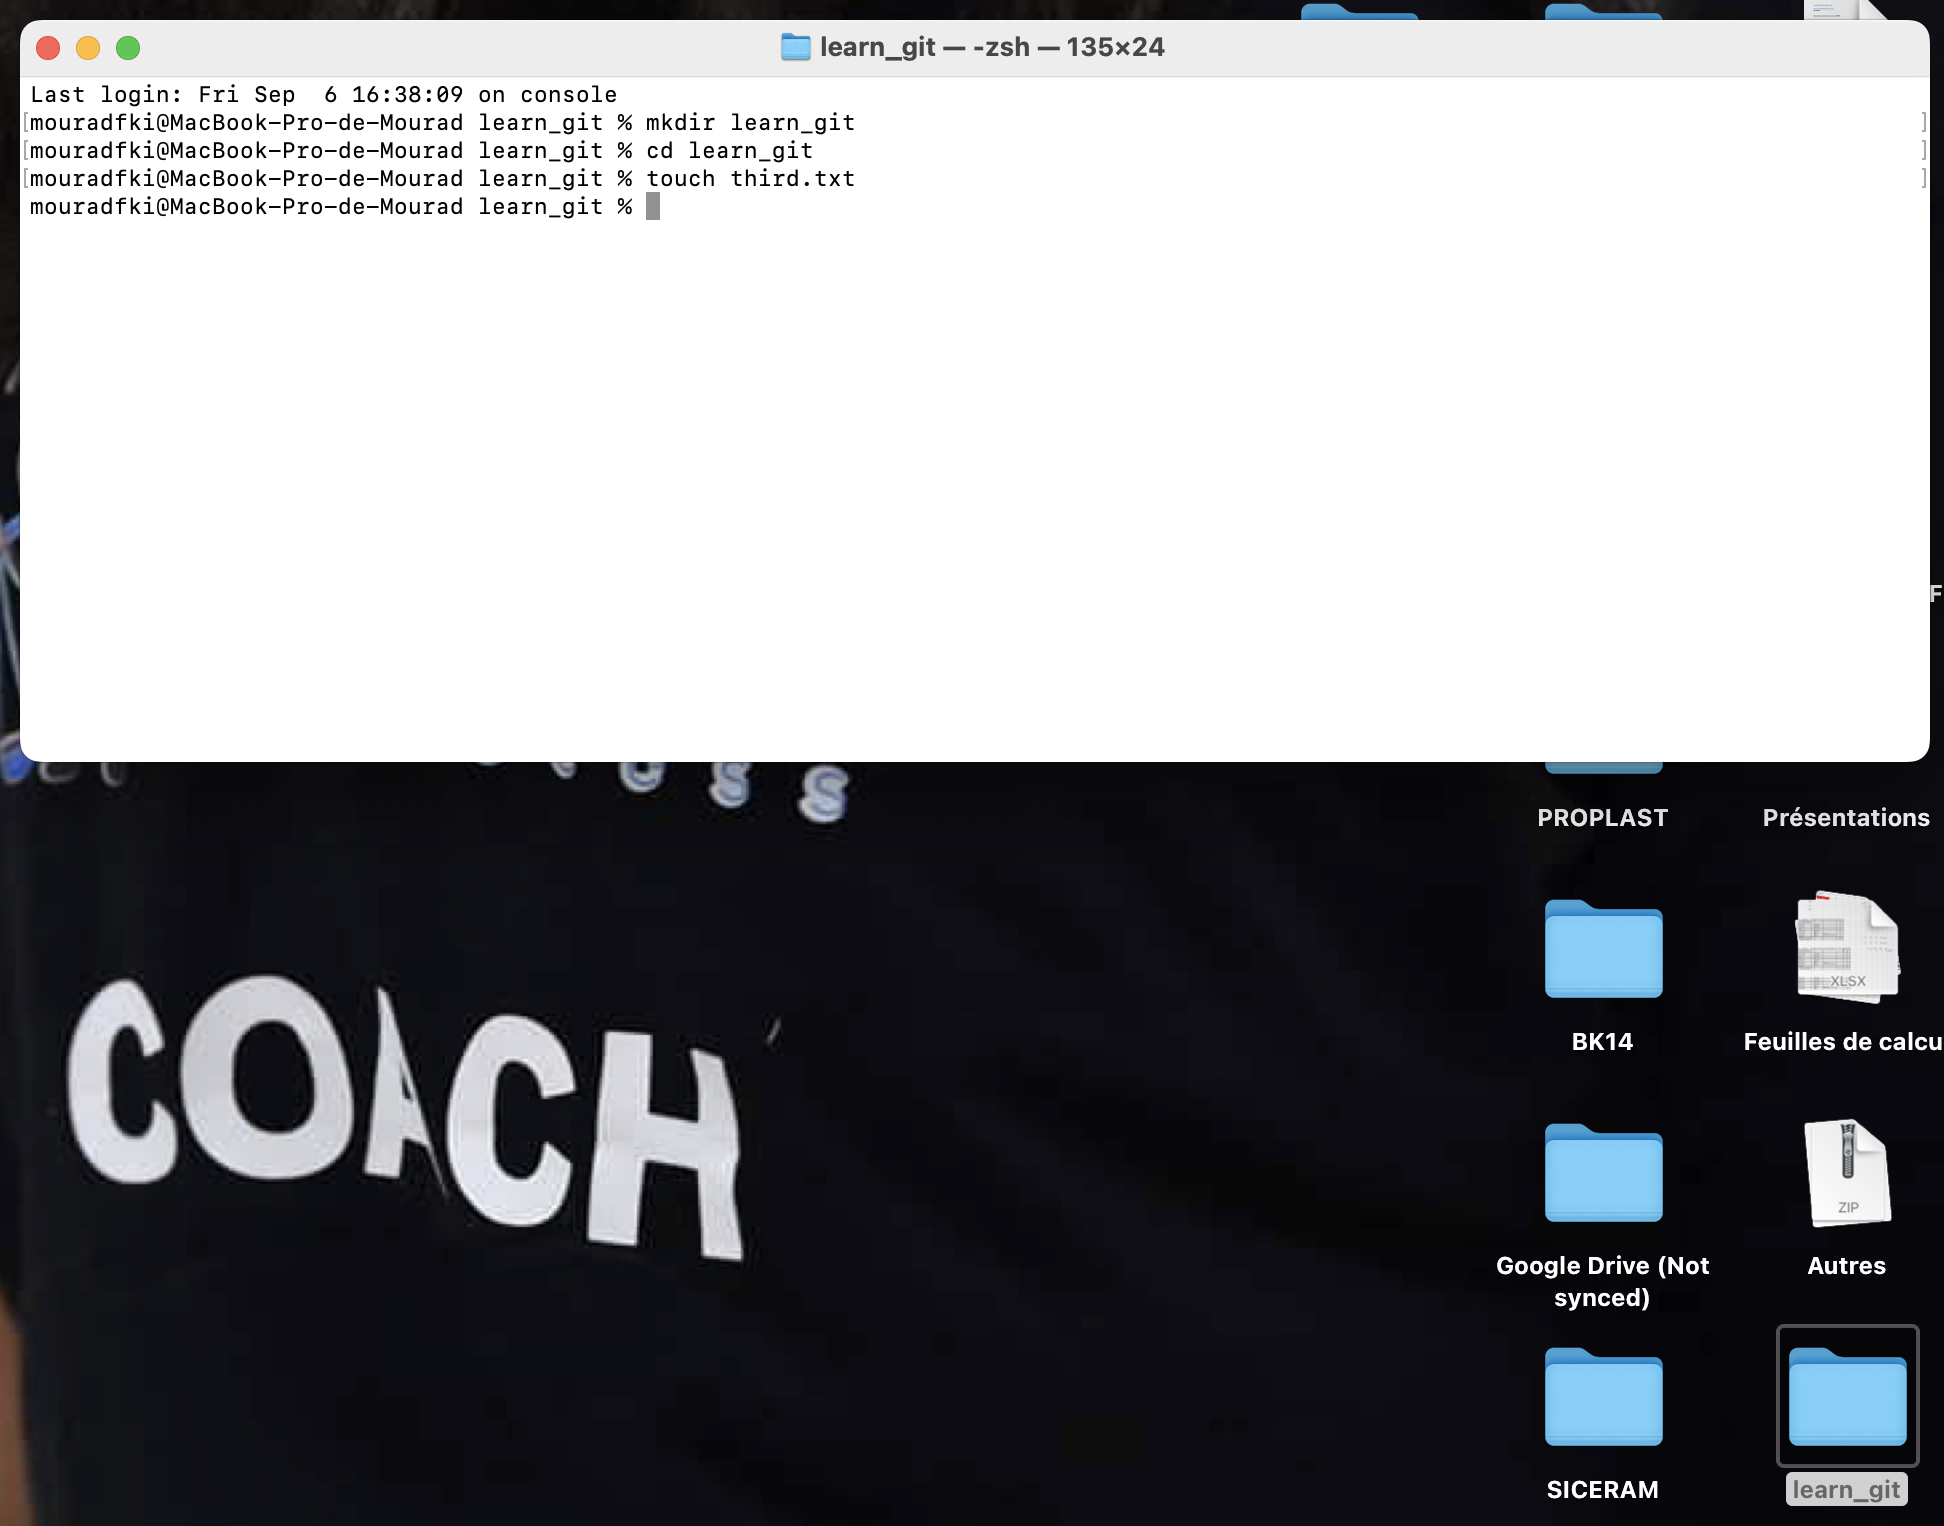 learn_git — -zsh — 135×24
Last login: Fri Sep  6 16:38:09 on console
[mouradfki@MacBook-Pro-de-Mourad learn_git % mkdir learn_git ]
[mouradfki@MacBook-Pro-de-Mourad learn_git % cd learn_git ]
[mouradfki@MacBook-Pro-de-Mourad learn_git % touch third.txt ]
mouradfki@MacBook-Pro-de-Mourad learn_git %
F
PROPLAST
Présentations
COACH
BK14
XLSX
Feuilles de calcu
Google Drive (Not
synced)
ZIP
Autres
SICERAM
learn_git